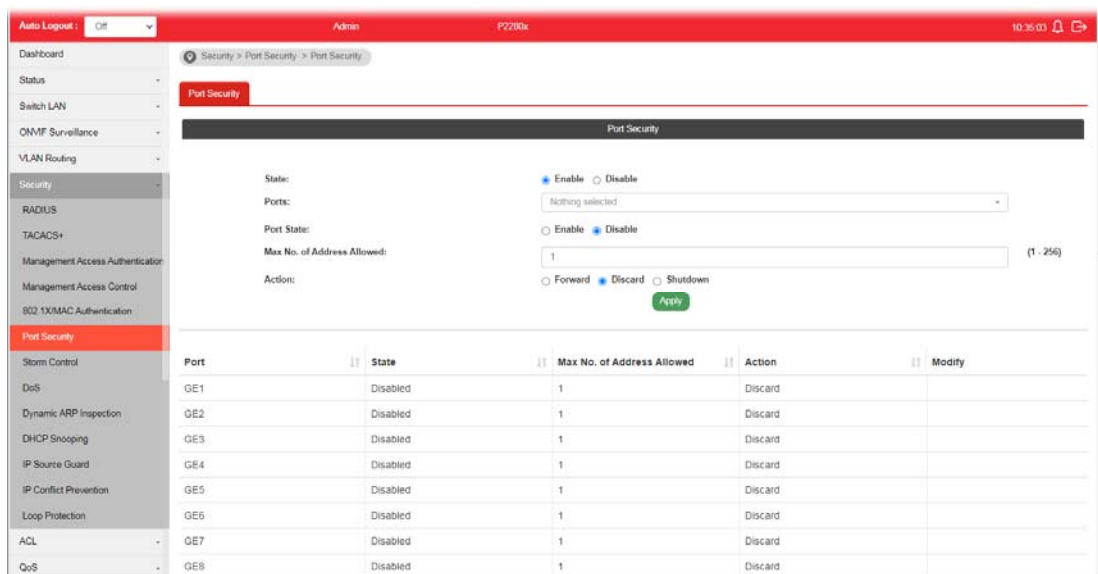 Auto Logout : Off Admin P2280x 10:35:03
Dashboard
Status
Switch LAN
ONVIF Surveillance
VLAN Routing
Security
RADIUS
TACACS+
Management Access Authentication
Management Access Control
802.1X/MAC Authentication
Port Security
Storm Control
DoS
Dynamic ARP Inspection
DHCP Snooping
IP Source Guard
IP Conflict Prevention
Loop Protection
ACL
QoS
Security > Port Security > Port Security
Port Security
Port Security
State: Enable Disable
Ports: Nothing selected
Port State: Enable Disable
Max No. of Address Allowed: 1 (1 - 256)
Action: Forward Discard Shutdown
Apply
Port State Max No. of Address Allowed Action Modify
GE1 Disabled 1 Discard
GE2 Disabled 1 Discard
GE3 Disabled 1 Discard
GE4 Disabled 1 Discard
GE5 Disabled 1 Discard
GE6 Disabled 1 Discard
GE7 Disabled 1 Discard
GE8 Disabled 1 Discard